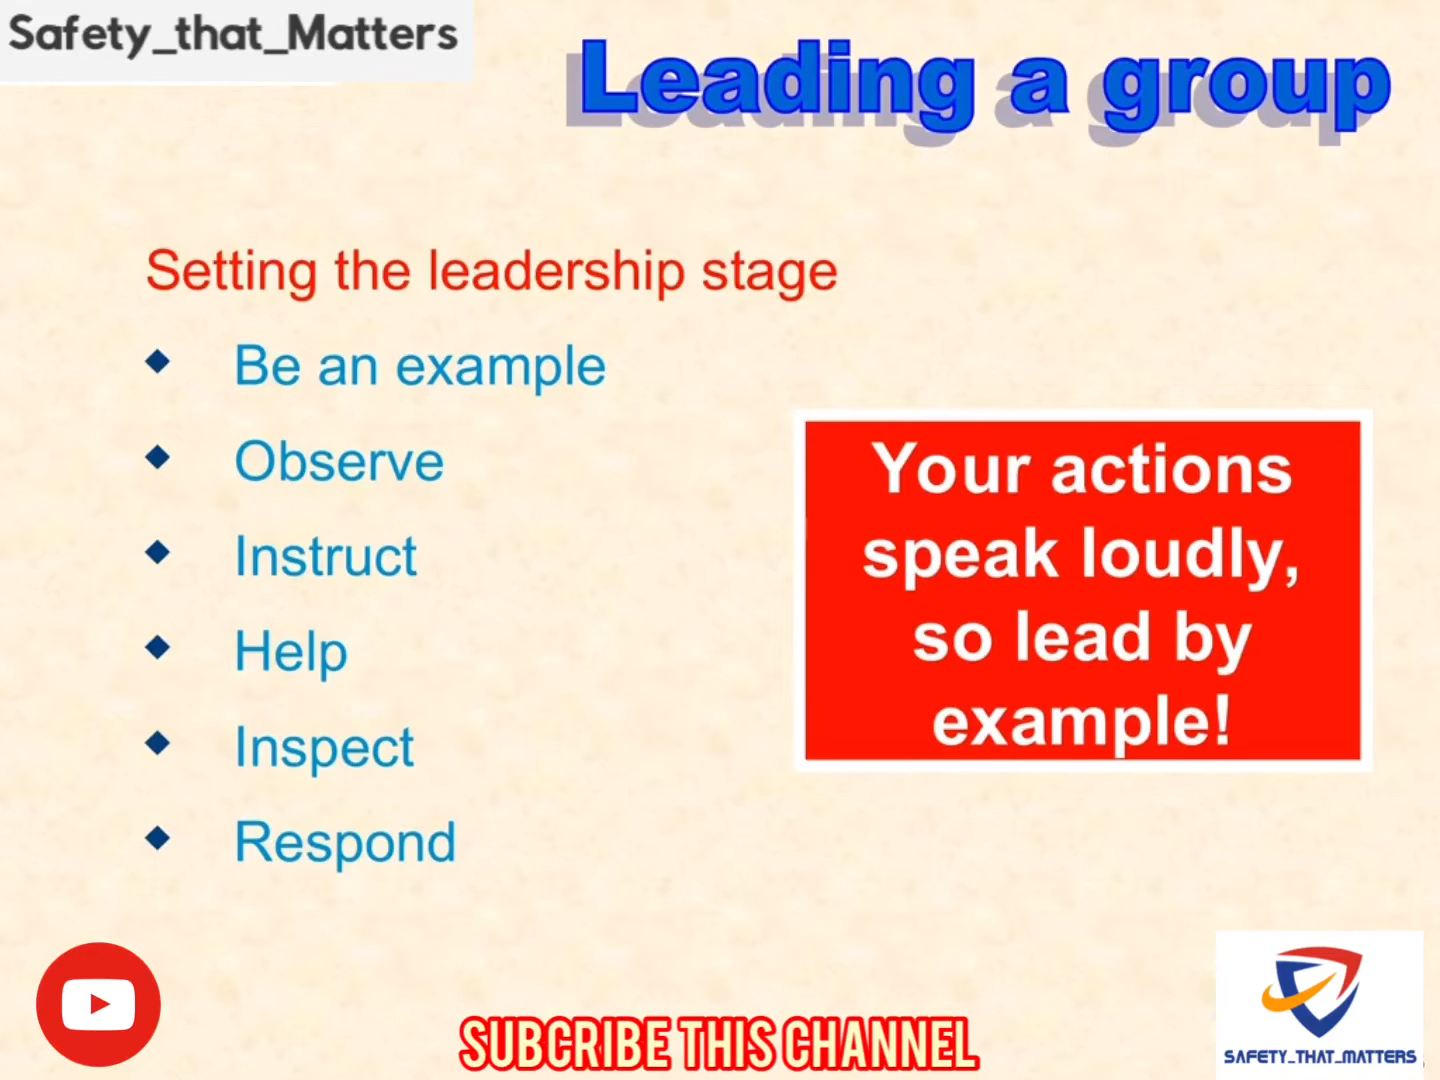 Safety_that_Matters
Leading a group
Setting the leadership stage
Be an example
Observe
Instruct
Help
Inspect
Respond
Your actions
speak loudly,
so lead by
example!
SUBCRIBE THIS CHANNEL
SAFETY_THAT_MATTERS